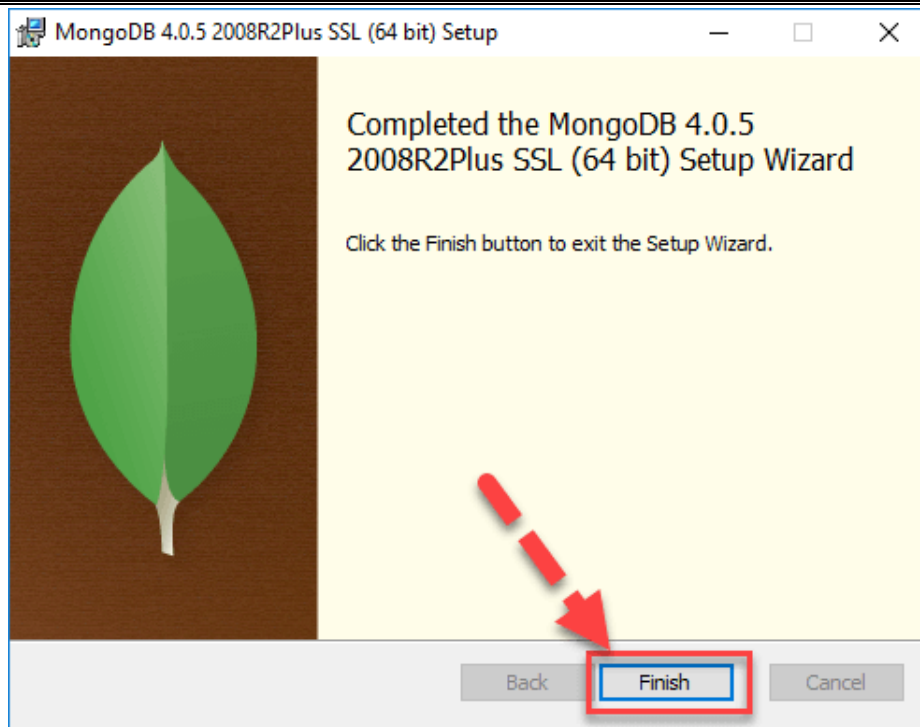 MongoDB 4.0.5 2008R2Plus SSL (64 bit) Setup
Completed the MongoDB 4.0.5
2008R2Plus SSL (64 bit) Setup Wizard
Click the Finish button to exit the Setup Wizard.
Back Finish Cancel